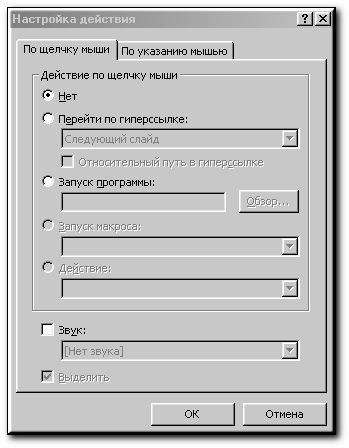 Настройка действия
По щелчку мыши По указанию мышью
Действие по щелчку мыши
Нет
Перейти по гиперссылке:
Следующий слайд
Относительный путь в гиперссылке
Запуск программы:
Обзор...
Запуск макроса:
Действие:
Звук:
[Нет звука]
Выделить
ОК Отмена